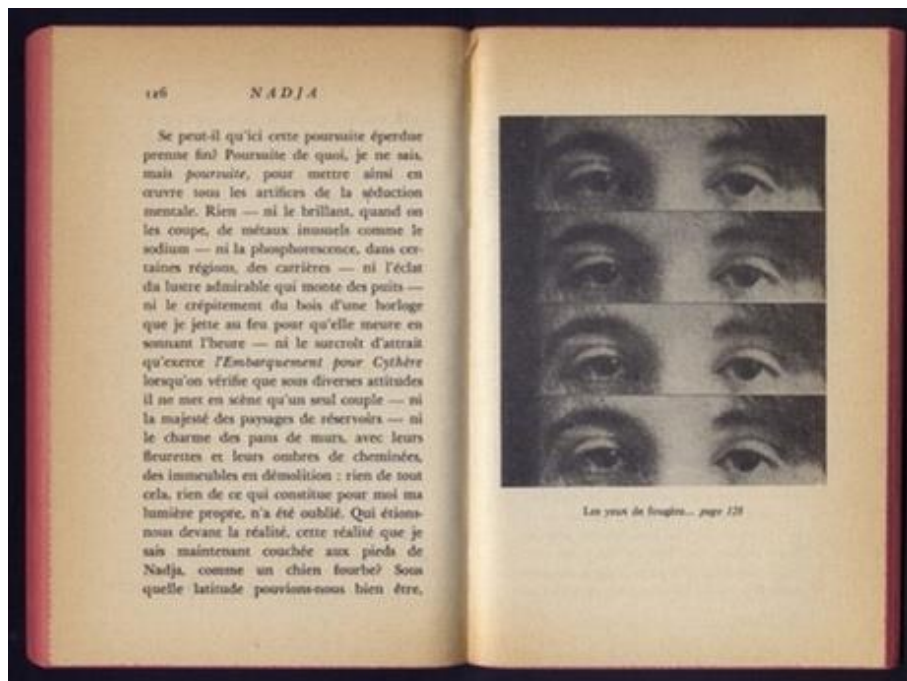 126 NADJA
Se peut-il qu'ici cette poursuite éperdue
prenne fin? Poursuite de quoi, je ne sais,
mais poursuite, pour mettre ainsi en
œuvre tous les artifices de la séduction
mentale. Rien — ni le brillant, quand on
les coupe, de métaux inusuels comme le
sodium — ni la phosphorescence, dans cer-
taines régions, des carrières — ni l'éclat
du lustre admirable qui monte des puits —
ni le crépitement du bois d'une horloge
que je jette au feu pour qu'elle meure en
sonnant l'heure — ni le surcroît d'attrait
qu'exerce l'Embarquement pour Cythère
lorsqu'on vérifie que sous diverses attitudes
il ne met en scène qu'un seul couple — ni
la majesté des paysages de réservoirs — ni
le charme des pans de murs, avec leurs
fleurettes et leurs ombres de cheminées,
des immeubles en démolition : rien de tout
cela, rien de ce qui constitue pour moi ma
lumière propre, n'a été oublié. Qui étions-
nous devant la réalité, cette réalité que je
sais maintenant couchée aux pieds de
Nadja, comme un chien fourbe? Sous
quelle latitude pouvions-nous bien être,
Les yeux de fougère... page 128